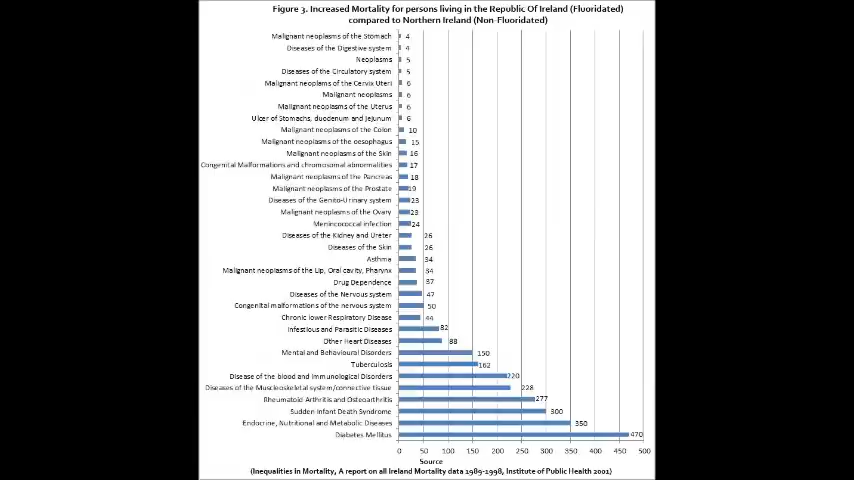 Figure 3. Increased Mortality for persons living in the Republic Of Ireland (Fluoridated)
compared to Northern Ireland (Non-Fluoridated)
Malignant neoplasms of the Stomach 4
Diseases of the Digestive system 4
Neoplasms 5
Diseases of the Circulatory system 5
Malignant neoplams of the Cervix Uteri 6
Malignant neoplasms 6
Malignant neoplasms of the Uterus 6
Ulcer of Stomachs, duodenum and Jejunum 6
Malignant neoplasms of the Colon 10
Malignant neoplasms of the oesophagus 15
Malignant neoplasms of the Skin 16
Congenital Malformations and chromosomal abnormalities 17
Malignant neoplasms of the Pancreas 18
Malignant neoplasms of the Prostate 19
Diseases of the Genito-Urinary system 23
Malignant neoplasms of the Ovary 23
Menincococcal infection 24
Diseases of the Kidney and Ureter 26
Diseases of the Skin 26
Asthma 34
Malignant neoplasms of the Lip, Oral cavity, Pharynx 34
Drug Dependence 37
Diseases of the Nervous system 47
Congenital malformations of the nervous system 50
Chronic lower Respiratory Disease 44
Infestious and Parasitic Diseases 82
Other Heart Diseases 88
Mental and Behavioural Disorders 150
Tuberculosis 162
Disease of the blood and Immunological Disorders 220
Diseases of the Muscleoskeletal system/connective tissue 228
Rheumatoid Arthritis and Osteoartritis 277
Sudden Infant Death Syndrome 300
Endocrine, Nutritional and Metabolic Diseases 350
Diabetes Mellitus 470
0 50 100 150 200 250 300 350 400 450 500
Source
(Inequalities in Mortality, A report on all Ireland Mortality data 1989-1998, Institute of Public Health 2001)